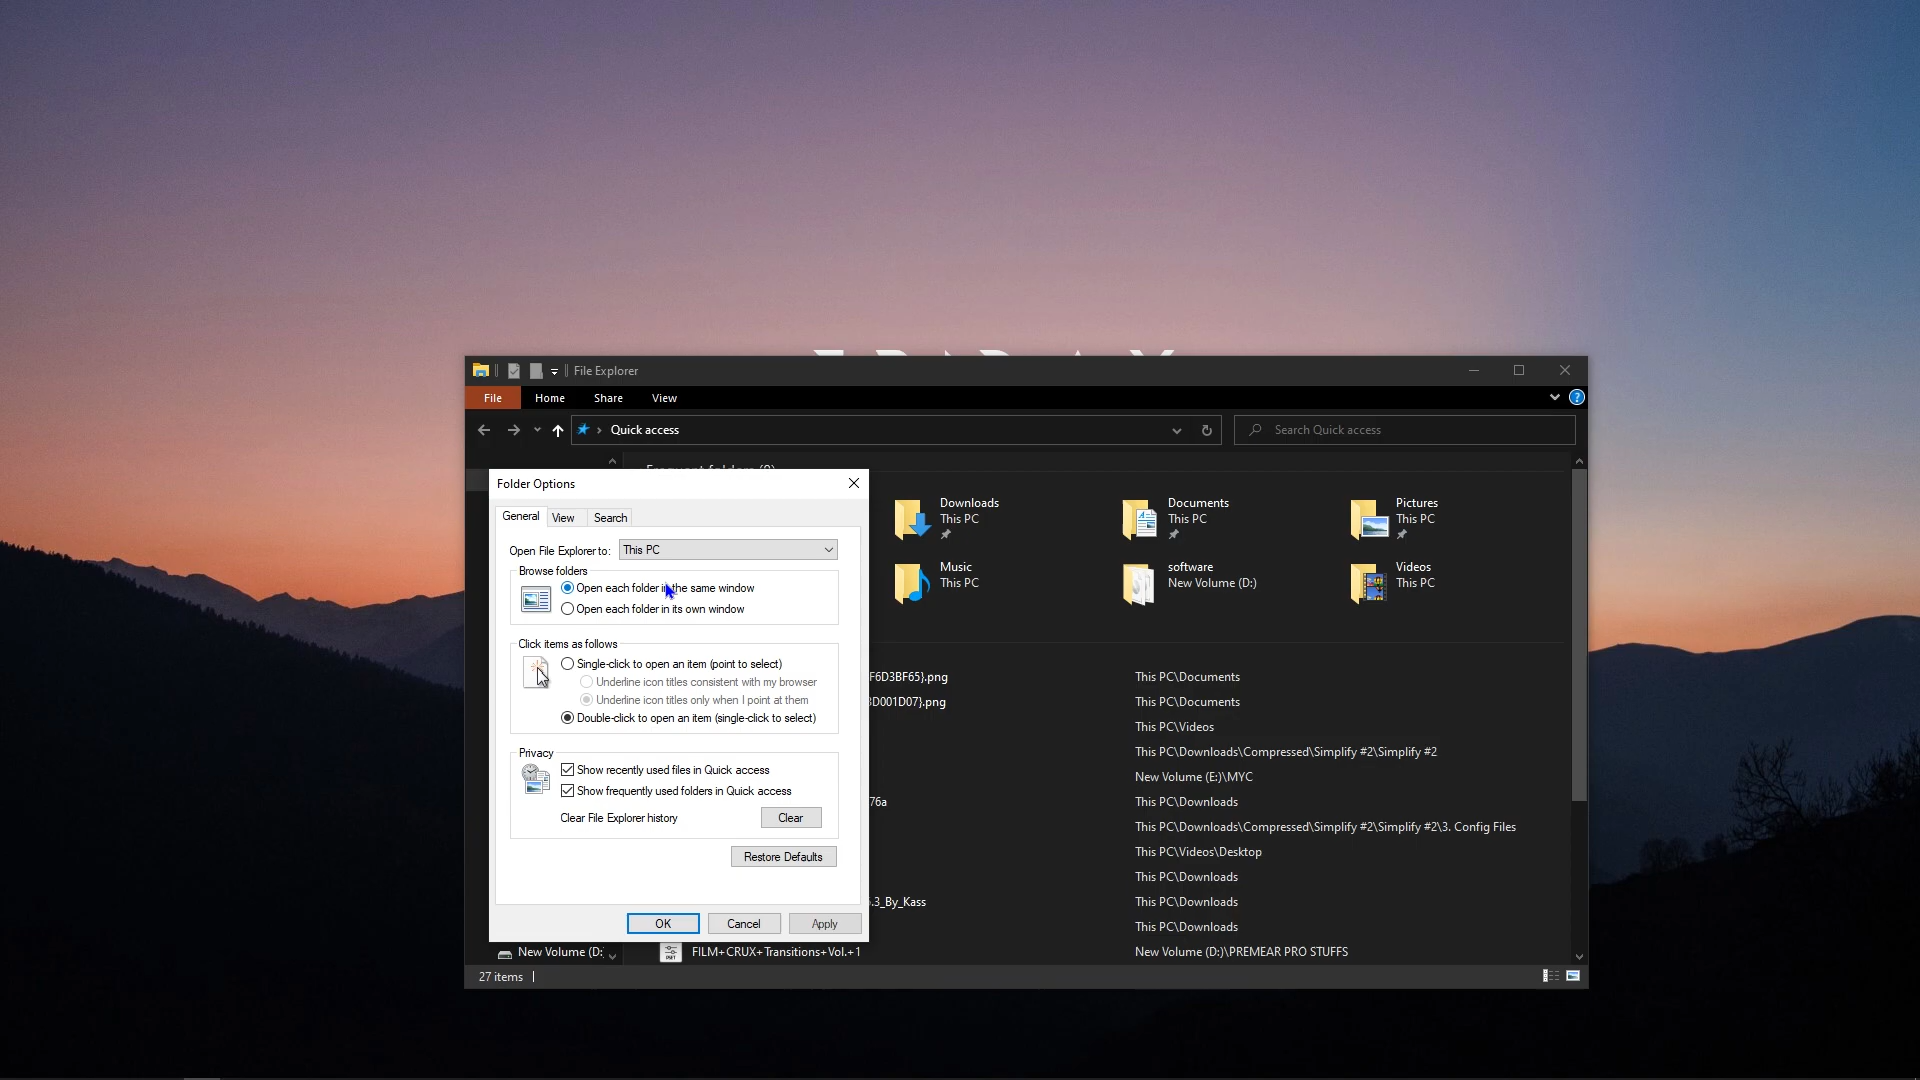 File Explorer
File Home Share View
Quick access
Search Quick access
Folder Options
General View Search
Open File Explorer to: This PC
Browse folders
Open each folder in the same window
Open each folder in its own window
Click items as follows
Single-click to open an item (point to select)
Underline icon titles consistent with my browser
Underline icon titles only when I point at them
Double-click to open an item (single-click to select)
Privacy
Show recently used files in Quick access
Show frequently used folders in Quick access
Clear File Explorer history Clear
Restore Defaults
OK Cancel Apply
Downloads
This PC
Documents
This PC
Pictures
This PC
Music
This PC
software
New Volume (D:)
Videos
This PC
F6D3BF65}.png This PC\Documents
3D001D07}.png This PC\Documents
This PC\Videos
This PC\Downloads\Compressed\Simplify #2\Simplify #2
New Volume (E:)\MYC
76a This PC\Downloads
This PC\Downloads\Compressed\Simplify #2\Simplify #2\3. Config Files
This PC\Videos\Desktop
This PC\Downloads
.3_By_Kass This PC\Downloads
This PC\Downloads
New Volume (D: FILM+CRUX+Transitions+Vol.+1 New Volume (D:)\PREMEAR PRO STUFFS
27 items